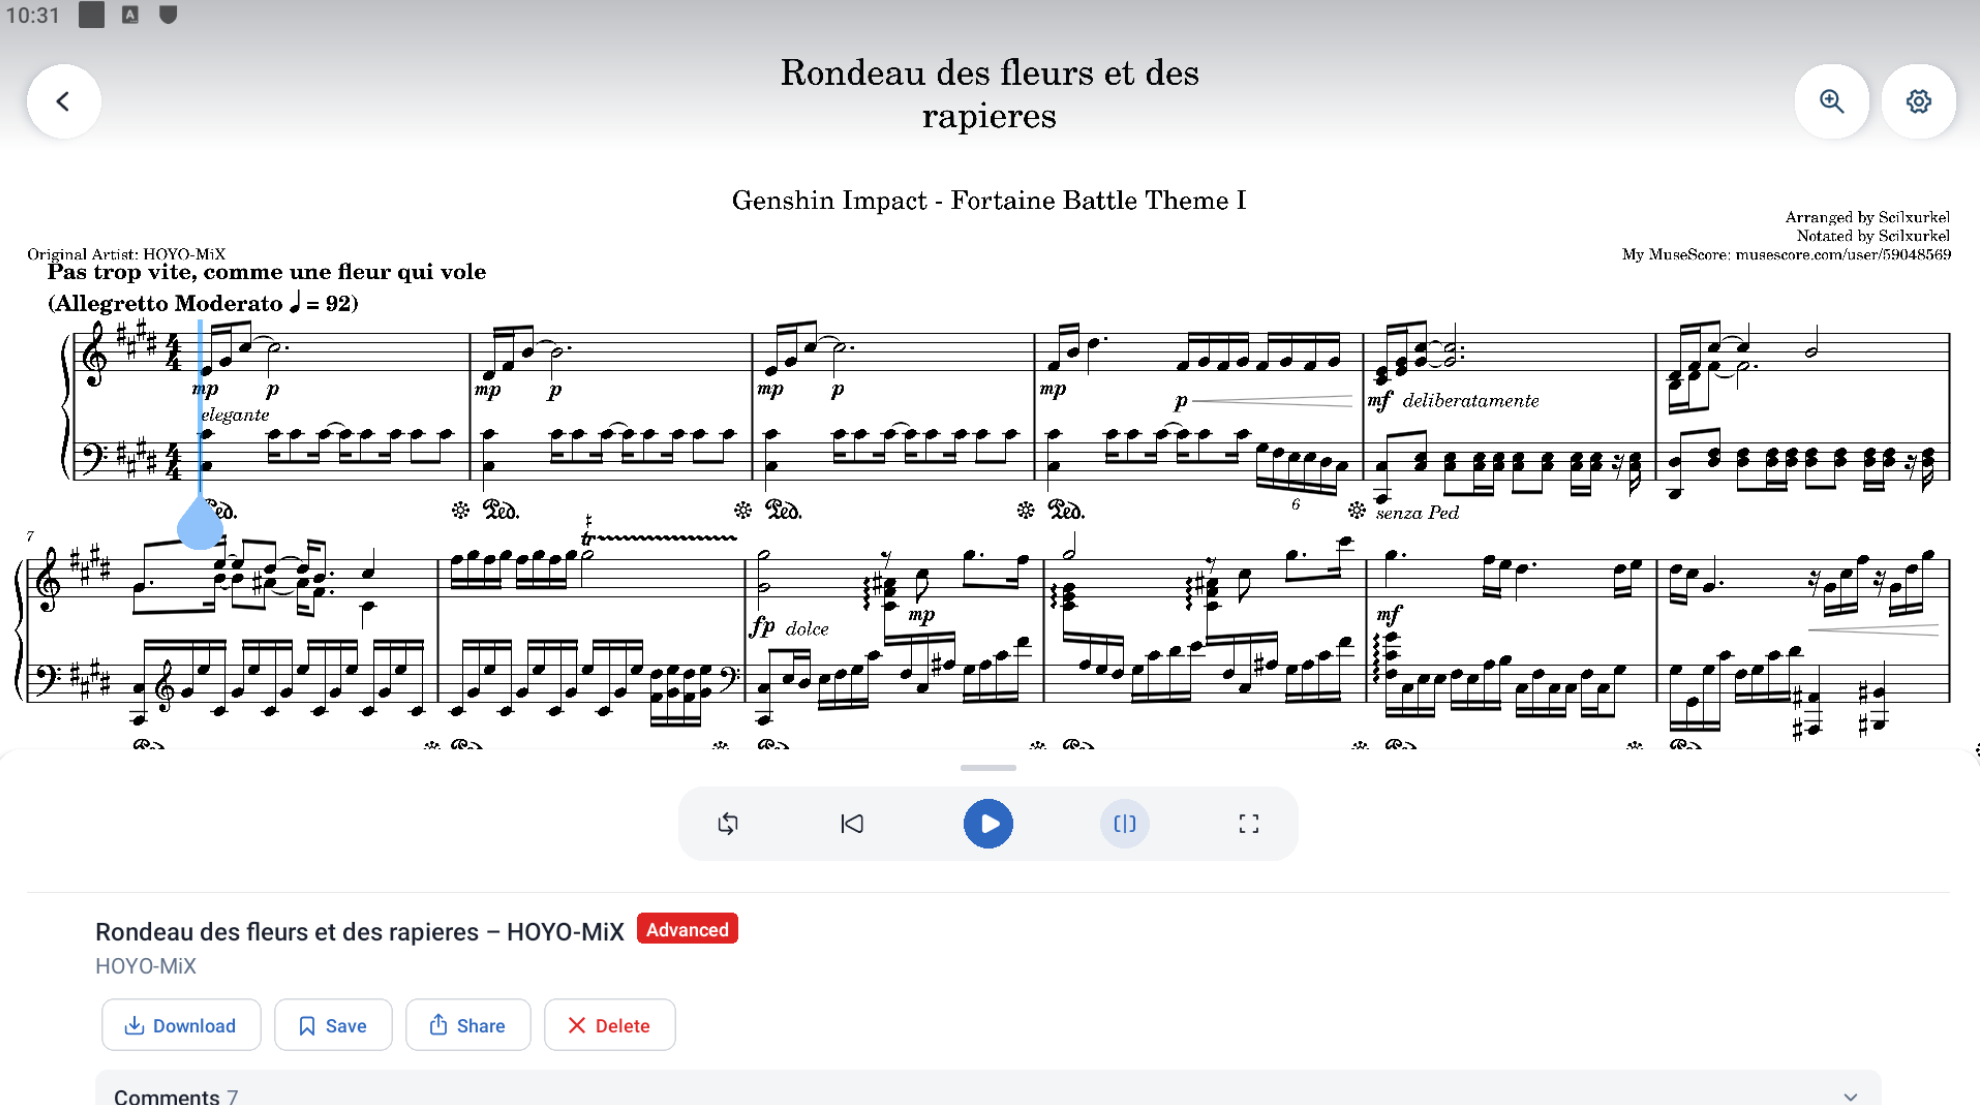 10:31
Rondeau des fleurs et des
rapieres
Genshin Impact - Fortaine Battle Theme I
Arranged by Scilxurkel
Notated by Scilxurkel
Original Artist: HOYO-MiX
My MuseScore: musescore.com/user/59048569
Pas trop vite, comme une fleur qui vole
(Allegretto Moderato ♩ = 92)
4 4
mp p mp p mp p mp p mf deliberatamente
elegante
4 4
6
Ped. Ped. Ped. Ped. senza Ped
7
tr
fp dolce mp mf
Rondeau des fleurs et des rapieres – HOYO-MiX Advanced
HOYO-MiX
Download Save Share Delete
Comments 7